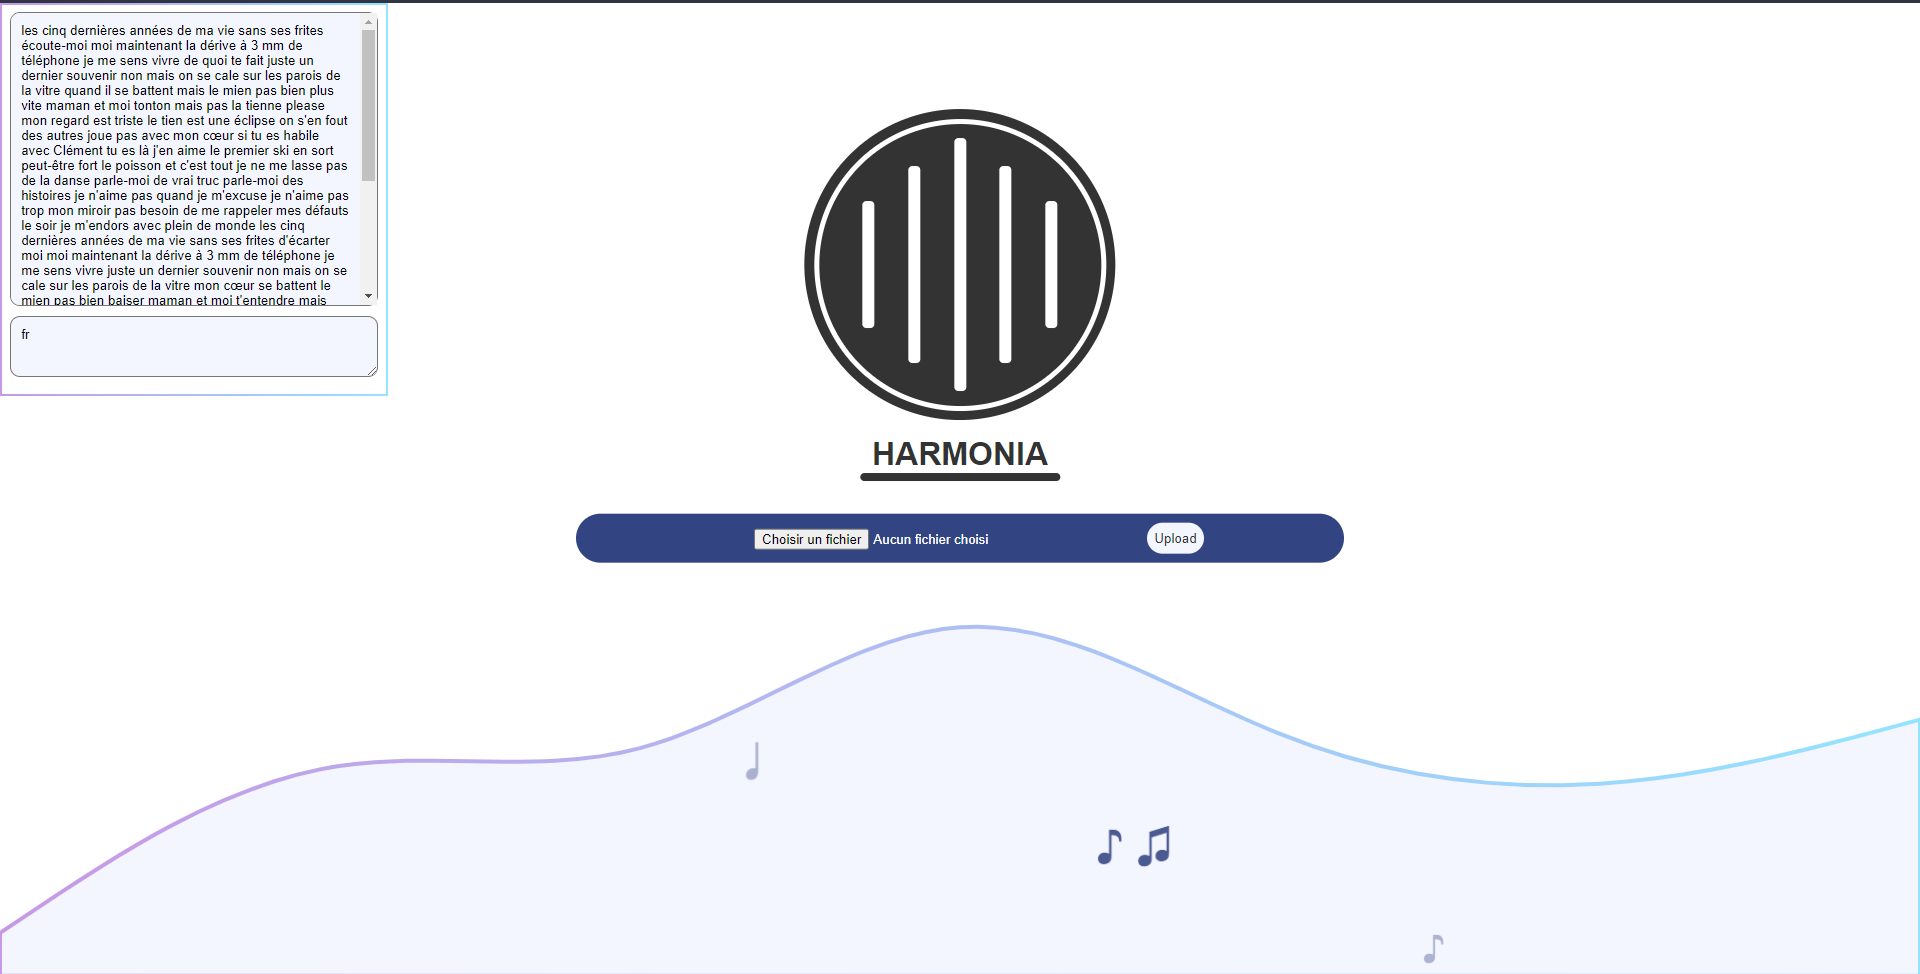 les cinq dernières années de ma vie sans ses frites
écoute-moi moi maintenant la dérive à 3 mm de
téléphone je me sens vivre de quoi te fait juste un
dernier souvenir non mais on se cale sur les parois de
la vitre quand il se battent mais le mien pas bien plus
vite maman et moi tonton mais pas la tienne please
mon regard est triste le tien est une éclipse on s'en fout
des autres joue pas avec mon cœur si tu es habile
avec Clément tu es là j'en aime le premier ski en sort
peut-être fort le poisson et c'est tout je ne me lasse pas
de la danse parle-moi de vrai truc parle-moi des
histoires je n'aime pas quand je m'excuse je n'aime pas
trop mon miroir pas besoin de me rappeler mes défauts
le soir je m'endors avec plein de monde les cinq
dernières années de ma vie sans ses frites d'écarter
moi moi maintenant la dérive à 3 mm de téléphone je
me sens vivre juste un dernier souvenir non mais on se
cale sur les parois de la vitre mon cœur se battent le
mien pas bien baiser maman et moi t'entendre mais
fr
HARMONIA
Choisir un fichier Aucun fichier choisi Upload